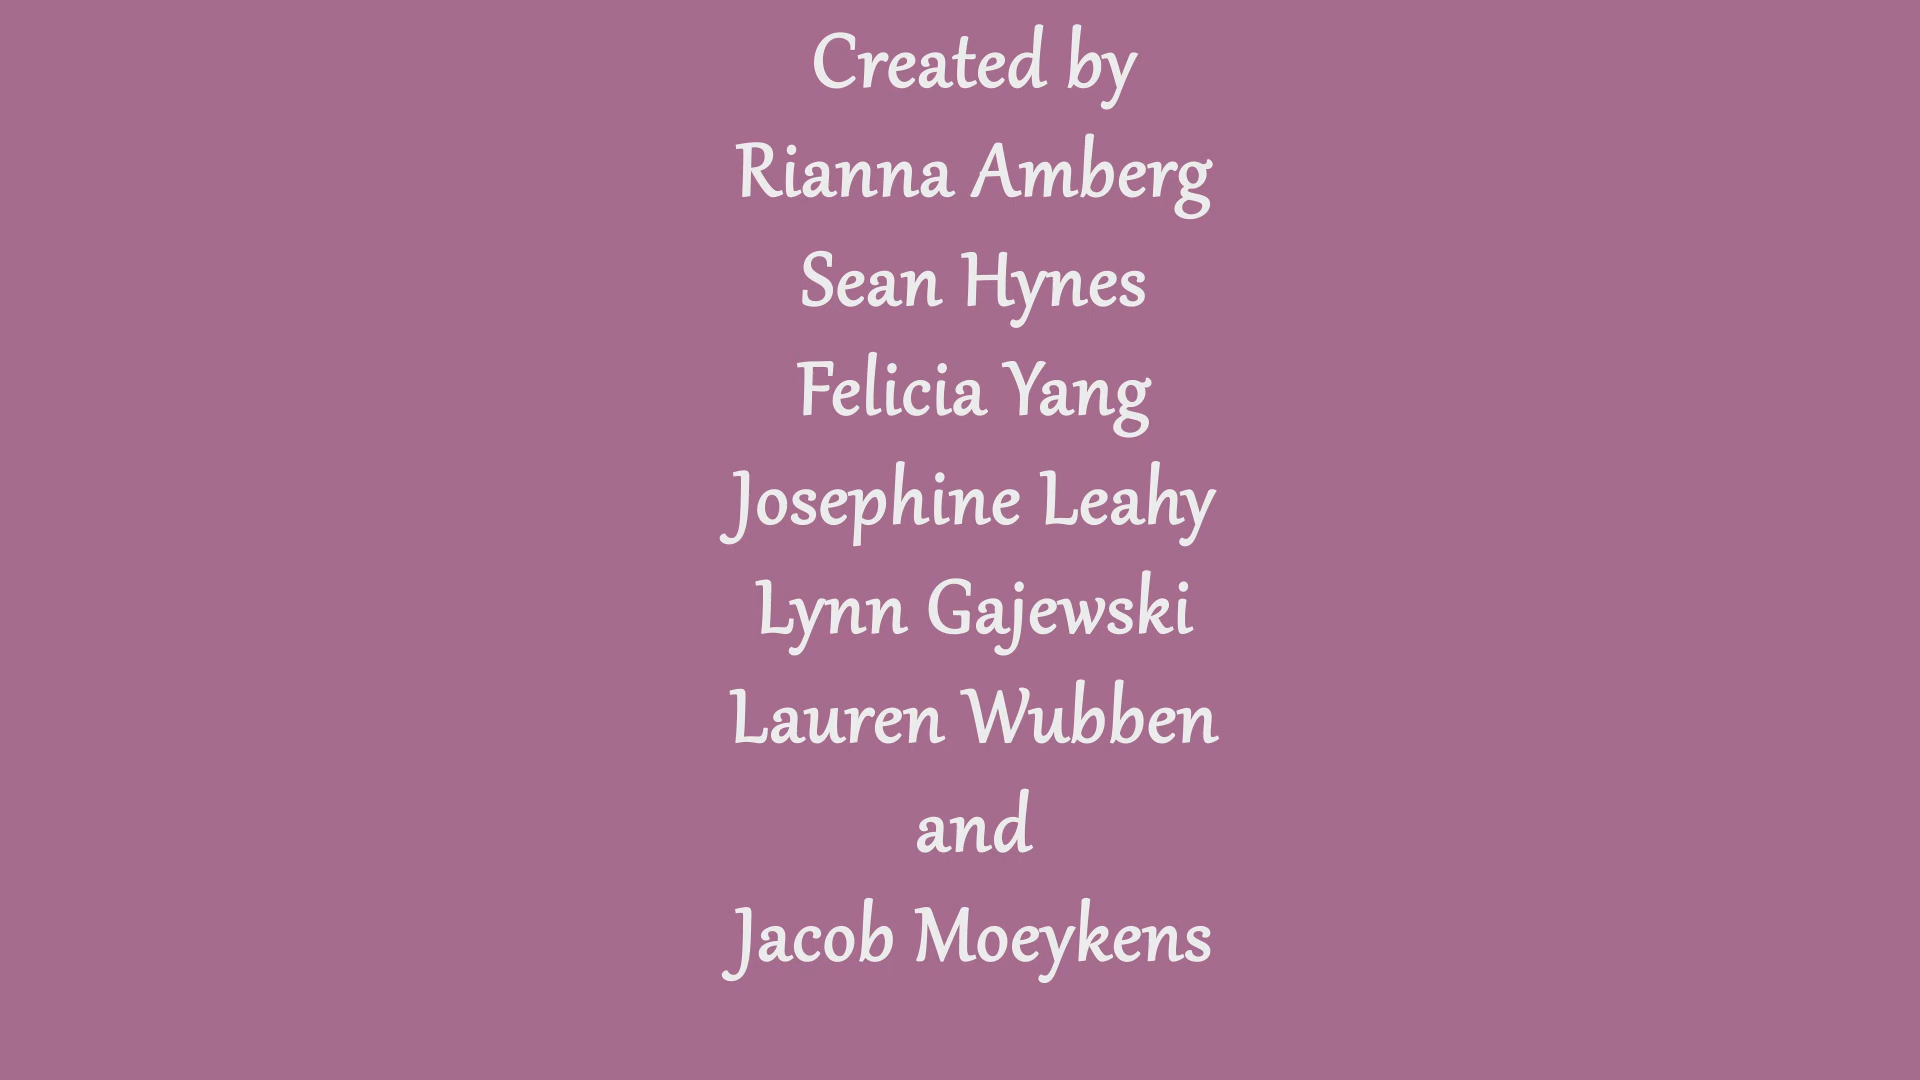 Created by
Rianna Amberg
Sean Hynes
Felicia Yang
Josephine Leahy
Lynn Gajewski
Lauren Wubben
and
Jacob Moeykens